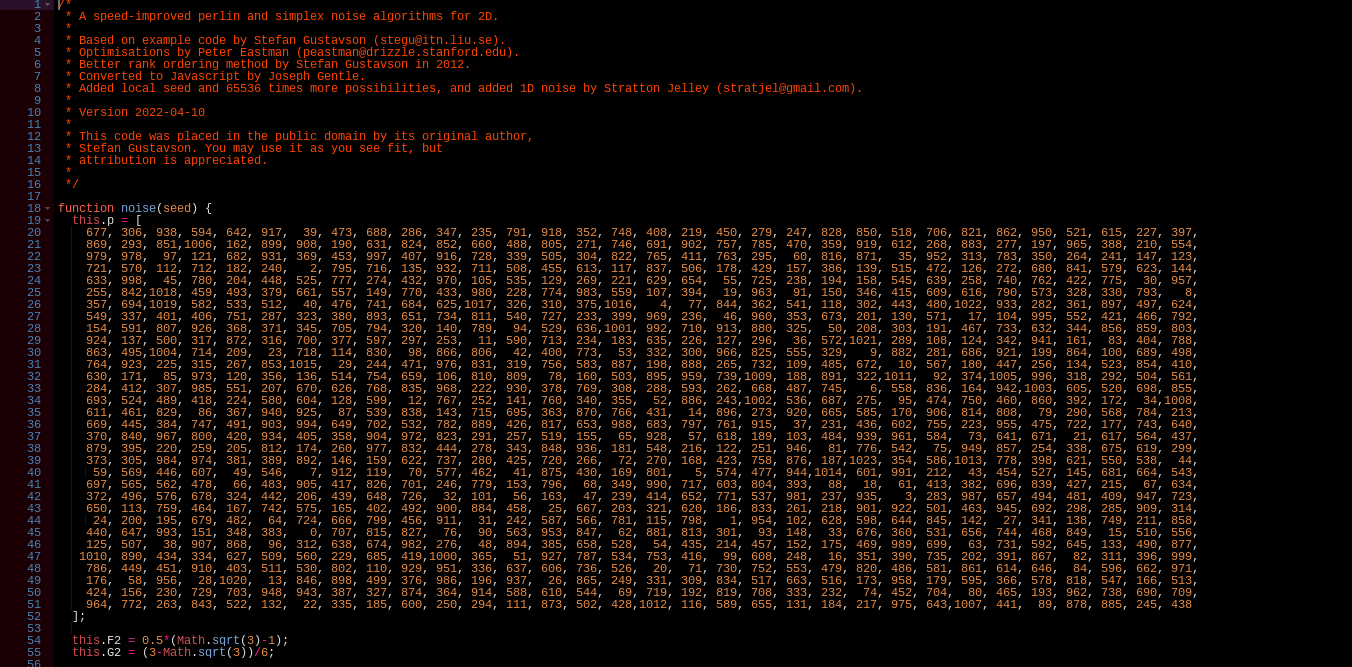 1 /*
2  * A speed-improved perlin and simplex noise algorithms for 2D.
3  *
4  * Based on example code by Stefan Gustavson (stegu@itn.liu.se).
5  * Optimisations by Peter Eastman (peastman@drizzle.stanford.edu).
6  * Better rank ordering method by Stefan Gustavson in 2012.
7  * Converted to Javascript by Joseph Gentle.
8  * Added local seed and 65536 times more possibilities, and added 1D noise by Stratton Jelley (stratjel@gmail.com).
9  *
10  * Version 2022-04-10
11  *
12  * This code was placed in the public domain by its original author,
13  * Stefan Gustavson. You may use it as you see fit, but
14  * attribution is appreciated.
15  *
16  */
17
18 function noise(seed) {
19   this.p = [
20     677, 306, 938, 594, 642, 917,  39, 473, 688, 286, 347, 235, 791, 918, 352, 748, 408, 219, 450, 279, 247, 828, 850, 518, 706, 821, 862, 950, 521, 615, 227, 397,
21     869, 293, 851,1006, 162, 899, 908, 190, 631, 824, 852, 660, 488, 805, 271, 746, 691, 902, 757, 785, 470, 359, 919, 612, 268, 883, 277, 197, 965, 388, 210, 554,
22     979, 978,  97, 121, 682, 931, 369, 453, 997, 407, 916, 728, 339, 505, 304, 822, 765, 411, 763, 295,  60, 816, 871,  35, 952, 313, 783, 350, 264, 241, 147, 123,
23     721, 570, 112, 712, 182, 240,   2, 795, 716, 135, 932, 711, 508, 455, 613, 117, 837, 506, 178, 429, 157, 386, 139, 515, 472, 126, 272, 680, 841, 579, 623, 144,
24     633, 998,  45, 780, 204, 448, 525, 777, 274, 432, 970, 105, 535, 129, 269, 221, 629, 654,  55, 725, 238, 194, 158, 545, 639, 258, 740, 762, 422, 775,  30, 957,
25     255, 842,1018, 459, 493, 379, 661, 557, 149, 770, 433, 980, 228, 774, 983, 559, 107, 394,  19, 963,  91, 150, 346, 415, 609, 616, 790, 573, 328, 330, 793,   8,
26     357, 694,1019, 582, 533, 512,  40, 476, 741, 684, 625,1017, 326, 310, 375,1016,   4,  77, 844, 362, 541, 118, 302, 443, 480,1022, 933, 282, 361, 897, 497, 624,
27     549, 337, 401, 406, 751, 287, 323, 380, 893, 651, 734, 811, 540, 727, 233, 399, 969, 236,  46, 960, 353, 673, 201, 130, 571,  17, 104, 995, 552, 421, 466, 792,
28     154, 591, 807, 926, 368, 371, 345, 705, 794, 320, 140, 789,  94, 529, 636,1001, 992, 710, 913, 880, 325,  50, 208, 303, 191, 467, 733, 632, 344, 856, 859, 803,
29     924, 137, 500, 317, 872, 316, 700, 377, 597, 297, 253,  11, 590, 713, 234, 183, 635, 226, 127, 296,  36, 572,1021, 289, 108, 124, 342, 941, 161,  83, 404, 788,
30     863, 495,1004, 714, 209,  23, 718, 114, 830,  98, 866, 806,  42, 400, 773,  53, 332, 300, 966, 825, 555, 329,   9, 882, 281, 686, 921, 199, 864, 100, 689, 498,
31     764, 923, 225, 315, 267, 853,1015,  29, 244, 471, 976, 831, 319, 756, 583, 887, 198, 888, 265, 732, 109, 485, 672,  10, 567, 180, 447, 256, 134, 523, 854, 410,
32     630, 171,  85, 973, 120, 356, 136, 514, 754, 659, 106, 810, 809,  78, 160, 503, 895, 959, 739,1009, 188, 891, 322,1011,  92, 374,1005, 996, 318, 292, 504, 561,
33     284, 412, 307, 985, 551, 207, 670, 626, 768, 835, 968, 222, 930, 378, 769, 308, 288, 593, 262, 668, 487, 745,   6, 558, 836, 164, 942,1003, 605, 520, 698, 855,
34     693, 524, 489, 418, 224, 580, 604, 128, 599,  12, 767, 252, 141, 760, 340, 355,  52, 886, 243,1002, 536, 687, 275,  95, 474, 750, 460, 860, 392, 172,  34,1008,
35     611, 461, 829,  86, 367, 940, 925,  87, 539, 838, 143, 715, 695, 363, 870, 766, 431,  14, 896, 273, 920, 665, 585, 170, 906, 814, 808,  79, 290, 568, 784, 213,
36     669, 445, 384, 747, 491, 903, 994, 649, 702, 532, 782, 889, 426, 817, 653, 988, 683, 797, 761, 915,  37, 231, 436, 602, 755, 223, 955, 475, 722, 177, 743, 640,
37     370, 840, 967, 800, 420, 934, 405, 358, 904, 972, 823, 291, 257, 519, 155,  65, 928,  57, 618, 189, 103, 484, 939, 961, 584,  73, 641, 671,  21, 617, 564, 437,
38     879, 395, 220, 259, 205, 812, 174, 260, 977, 832, 444, 278, 343, 848, 936, 181, 548, 216, 122, 251, 946,  81, 776, 542,  75, 949, 857, 254, 338, 675, 619, 299,
39     373, 305, 984, 974, 381, 389, 892, 146, 159, 622, 737, 280, 425, 720, 266,  72, 270, 168, 423, 758, 876, 187,1023, 354, 586,1013, 778, 398, 621, 550, 538,  44,
40      59, 569, 446, 607,  49, 546,   7, 912, 119,  70, 577, 462,  41, 875, 430, 169, 801,   5, 574, 477, 944,1014, 601, 991, 212,  43, 454, 527, 145, 681, 664, 543,
41     697, 565, 562, 478,  66, 483, 905, 417, 826, 701, 246, 779, 153, 796,  68, 349, 990, 717, 603, 804, 393,  88,  18,  61, 413, 382, 696, 839, 427, 215,  67, 634,
42     372, 496, 576, 678, 324, 442, 206, 439, 648, 726,  32, 101,  56, 163,  47, 239, 414, 652, 771, 537, 981, 237, 935,   3, 283, 987, 657, 494, 481, 409, 947, 723,
43     650, 113, 759, 464, 167, 742, 575, 165, 402, 492, 900, 884, 458,  25, 667, 203, 321, 620, 186, 833, 261, 218, 901, 922, 501, 463, 945, 692, 298, 285, 909, 314,
44      24, 200, 195, 679, 482,  64, 724, 666, 799, 456, 911,  31, 242, 587, 566, 781, 115, 798,   1, 954, 102, 628, 598, 644, 845, 142,  27, 341, 138, 749, 211, 858,
45     440, 647, 993, 151, 348, 383,   0, 707, 815, 827,  76,  90, 563, 953, 847,  62, 881, 813, 301,  93, 148,  33, 676, 360, 531, 656, 744, 468, 849,  15, 510, 556,
46     125, 507,  38, 907, 868,  96, 312, 638, 674, 982, 276,  48, 894, 385, 658, 528,  54, 435, 214, 457, 152, 175, 469, 989, 699,  63, 731, 592, 645, 133, 490, 877,
47    1010, 890, 434, 334, 627, 509, 560, 229, 685, 419,1000, 365,  51, 927, 787, 534, 753, 416,  99, 608, 248,  16, 351, 390, 735, 202, 391, 867,  82, 311, 396, 999,
48     786, 449, 451, 910, 403, 511, 530, 802, 110, 929, 951, 336, 637, 606, 736, 526,  20,  71, 730, 752, 553, 479, 820, 486, 581, 861, 614, 646,  84, 596, 662, 971,
49     176,  58, 956,  28,1020,  13, 846, 898, 499, 376, 986, 196, 937,  26, 865, 249, 331, 309, 834, 517, 663, 516, 173, 958, 179, 595, 366, 578, 818, 547, 166, 513,
50     424, 156, 230, 729, 703, 948, 943, 387, 327, 874, 364, 914, 588, 610, 544,  69, 719, 192, 819, 708, 333, 232,  74, 452, 704,  80, 465, 193, 962, 738, 690, 709,
51     964, 772, 263, 843, 522, 132,  22, 335, 185, 600, 250, 294, 111, 873, 502, 428,1012, 116, 589, 655, 131, 184, 217, 975, 643,1007, 441,  89, 878, 885, 245, 438
52   ];
53
54   this.F2 = 0.5*(Math.sqrt(3)-1);
55   this.G2 = (3-Math.sqrt(3))/6;
56